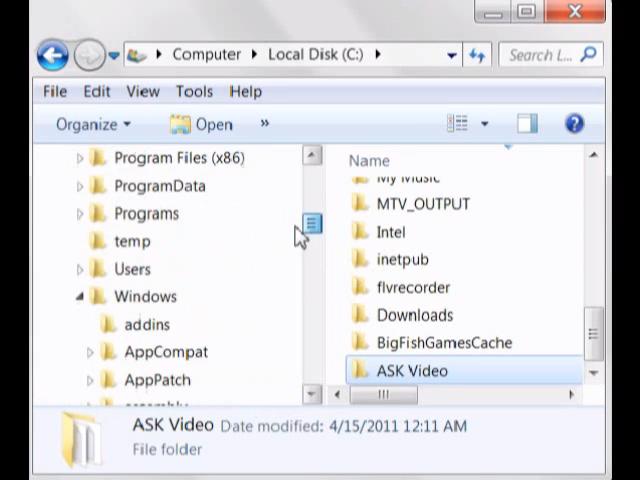 Computer Local Disk (C:) Search L...
File Edit View Tools Help
Organize Open »
Program Files (x86)
ProgramData
Programs
temp
Users
Windows
addins
AppCompat
AppPatch
Name
My Music
MTV_OUTPUT
Intel
inetpub
flvrecorder
Downloads
BigFishGamesCache
ASK Video
ASK Video Date modified: 4/15/2011 12:11 AM
File folder